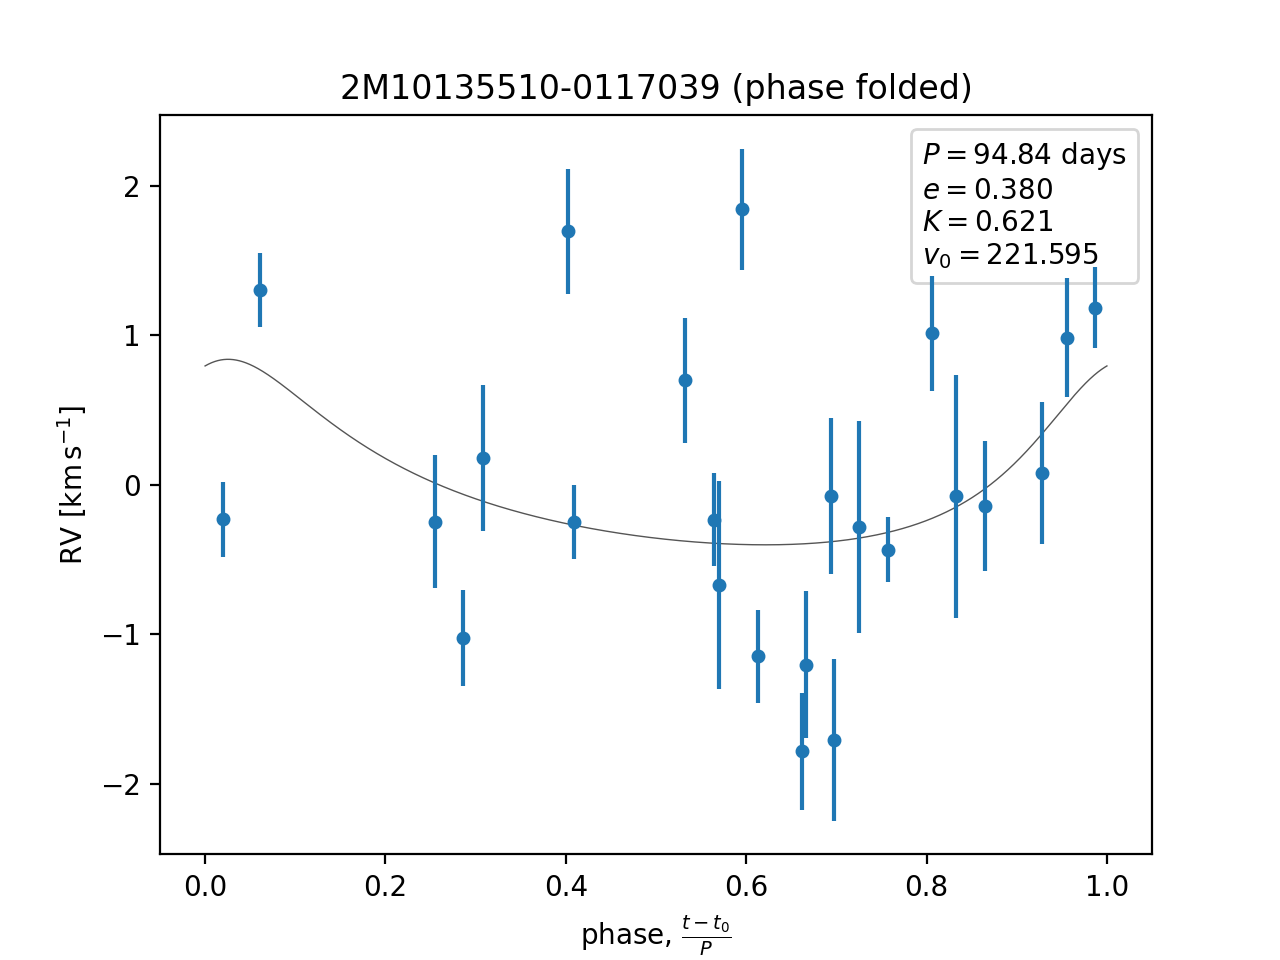 2M10135510-0117039 (phase folded)
P = 94.84 days
e = 0.380
K = 0.621
v₀ = 221.595
RV [km s⁻¹]
2
1
0
−1
−2
0.0 0.2 0.4 0.6 0.8 1.0
phase, (t − t₀)/P